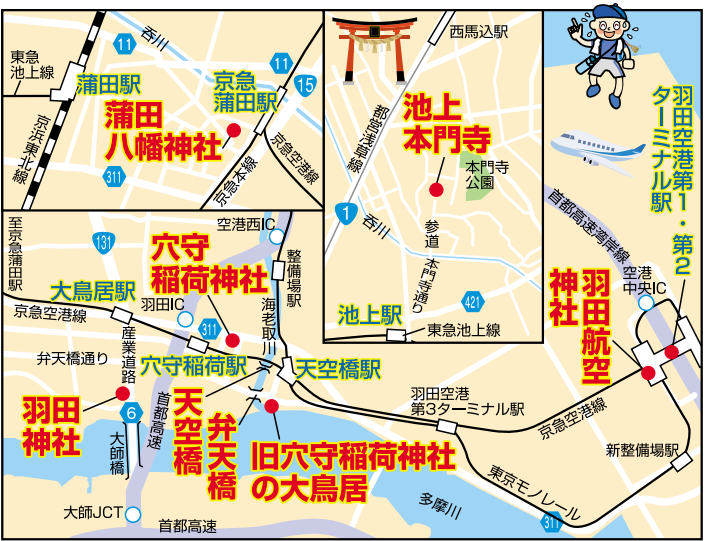 東急
池上線
11
呑川
11
15
蒲田駅
京急
蒲田駅
蒲田
八幡神社
京浜東北線
311
京急本線
京急空港線
西馬込駅
都営浅草線
池上
本門寺
本門寺
公園
1
呑川
参道
本門寺通り
421
池上駅
東急池上線
羽田空港第1・第2
ターミナル駅
首都高速湾岸線
空港
中央IC
羽田航空
神社
至京急蒲田駅
131
穴守
稲荷神社
空港西IC
整備場駅
大鳥居駅
羽田IC
海老取川
京急空港線
311
産業道路
弁天橋通り
穴守稲荷駅
天空橋駅
羽田
神社
6
首都高速
天空橋
弁天橋
旧穴守稲荷神社
の大鳥居
羽田空港
第3ターミナル駅
京急空港線
新整備場駅
大師橋
東京モノレール
多摩川
311
大師JCT
首都高速